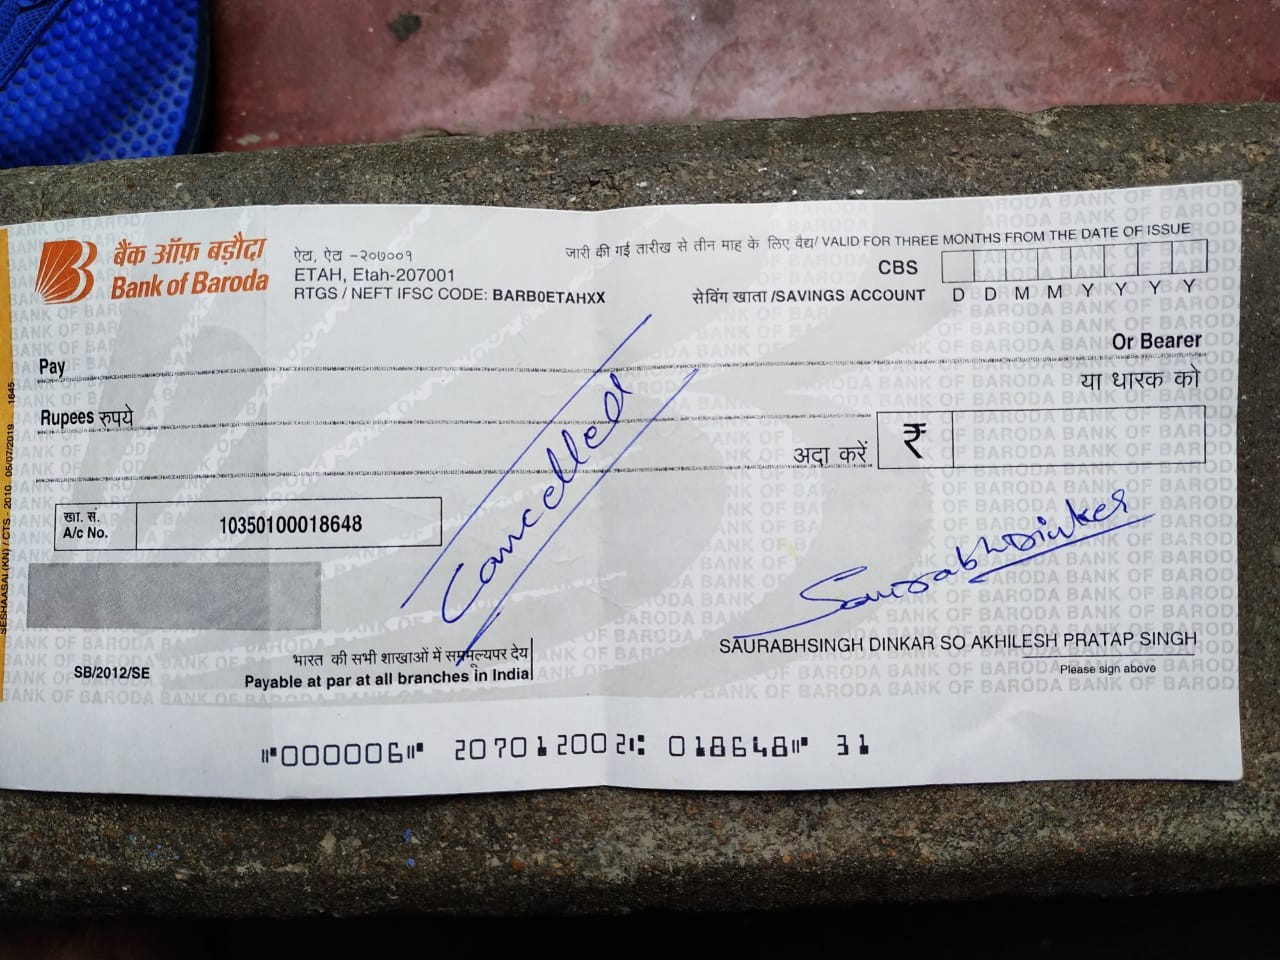 बैंक ऑफ़ बड़ौदा
Bank of Baroda
ऐटा, ऐटा -२०७००१
ETAH, Etah-207001
RTGS / NEFT IFSC CODE: BARB0ETAHXX
जारी की गई तारीख से तीन माह के लिए वैद्य/ VALID FOR THREE MONTHS FROM THE DATE OF ISSUE
CBS
सेविंग खाता /SAVINGS ACCOUNT
D D M M Y Y Y Y
Pay
Or Bearer
या धारक को
Rupees रुपये
अदा करें
₹
Cancelled
खा. सं.
A/c No.
10350100018648
Saurabh Dinker
SAURABHSINGH DINKAR SO AKHILESH PRATAP SINGH
Please sign above
SB/2012/SE
भारत की सभी शाखाओं में सममूल्यपर देय
Payable at par at all branches in India
SESHAASAI (KN) / CTS - 2010 05/07/2019 1645
⑈000006⑈ 207012002⑆ 018648⑈ 31
BANK OF BARODA